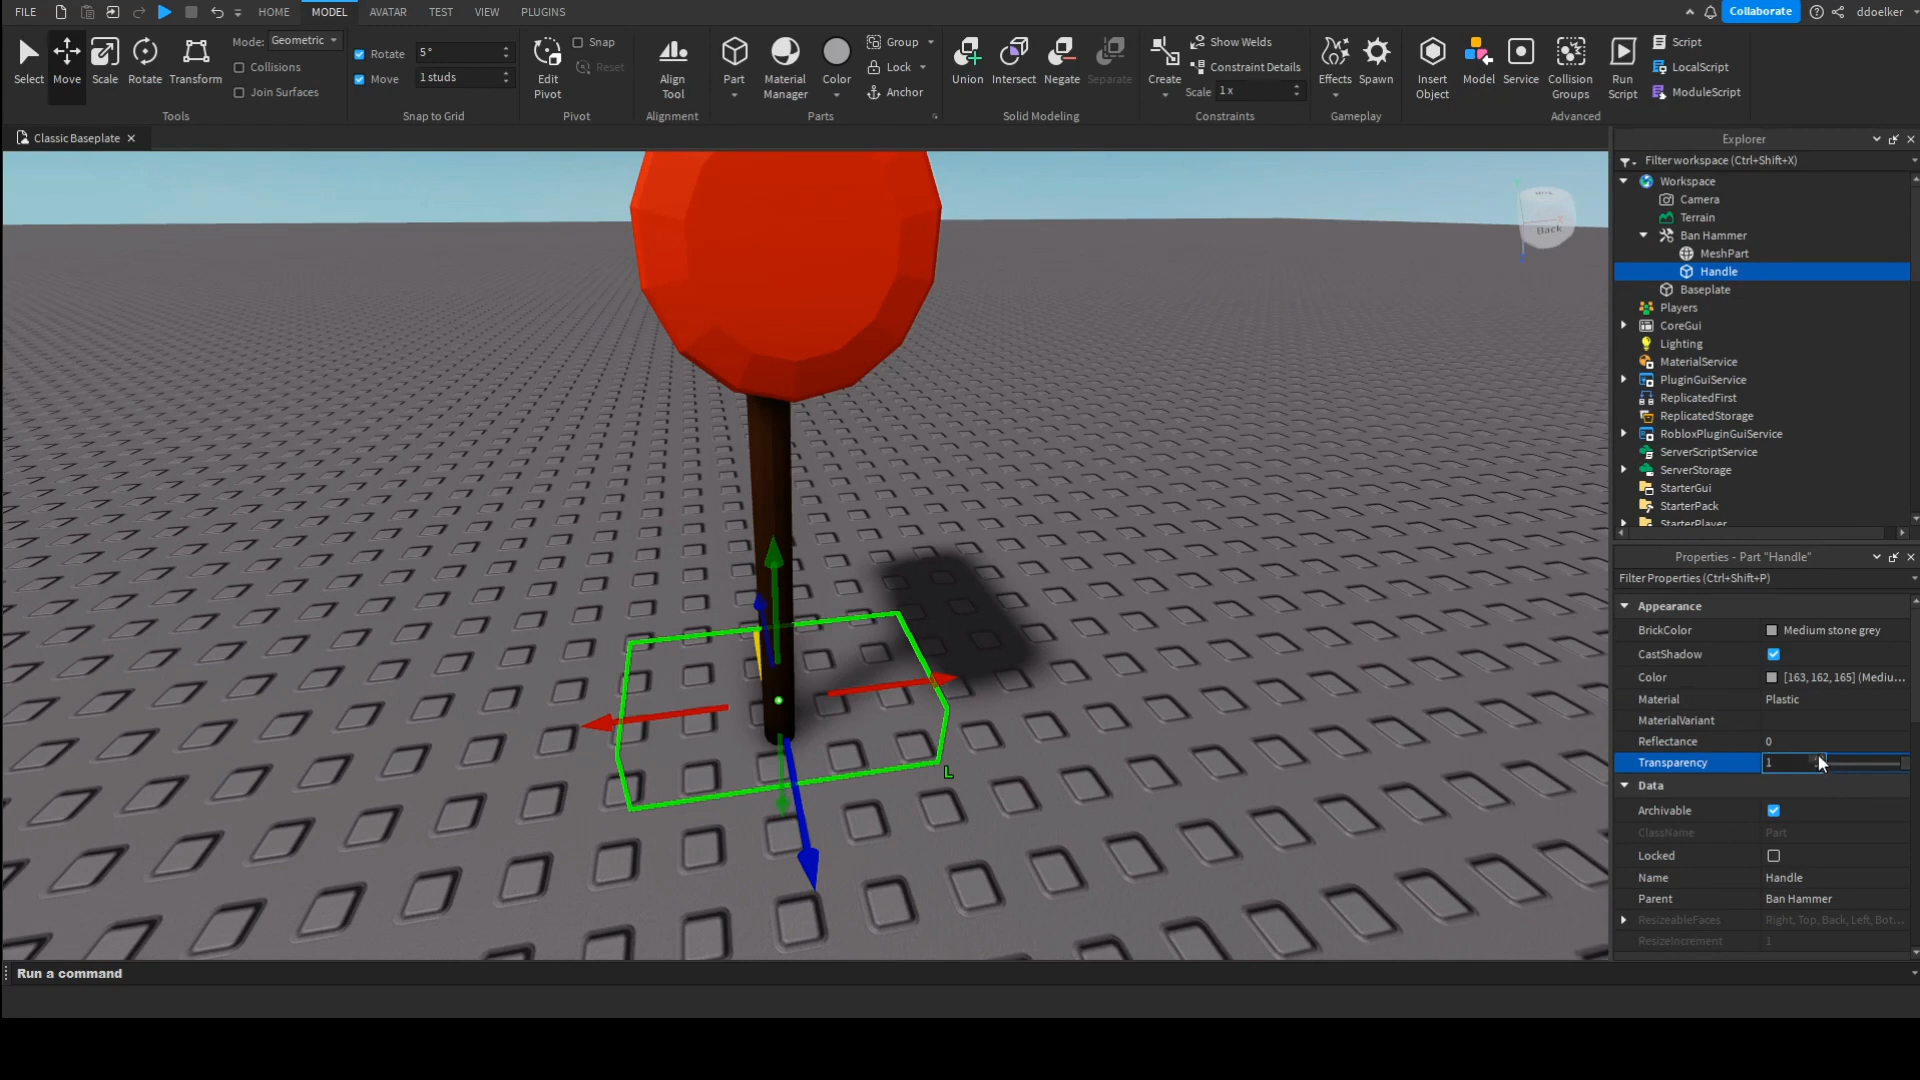 FILE HOME MODEL AVATAR TEST VIEW PLUGINS Collaborate ddoelker
Select Move Scale Rotate Transform
Mode: Geometric
Collisions
Join Surfaces
Tools
Rotate 5°
Move 1 studs
Snap to Grid
Edit Pivot
Snap
Reset
Pivot
Align Tool
Alignment
Part Material Manager Color
Group
Lock
Anchor
Parts
Union Intersect Negate Separate
Solid Modeling
Create
Show Welds
Constraint Details
Scale 1 x
Constraints
Effects Spawn
Gameplay
Insert Object Model Service Collision Groups Run Script
Script
LocalScript
ModuleScript
Advanced
Classic Baseplate
Back
L
Explorer
Filter workspace (Ctrl+Shift+X)
Workspace
Camera
Terrain
Ban Hammer
MeshPart
Handle
Baseplate
Players
CoreGui
Lighting
MaterialService
PluginGuiService
ReplicatedFirst
ReplicatedStorage
RobloxPluginGuiService
ServerScriptService
ServerStorage
StarterGui
StarterPack
StarterPlayer
Properties - Part "Handle"
Filter Properties (Ctrl+Shift+P)
Appearance
BrickColor Medium stone grey
CastShadow
Color [163, 162, 165] (Mediu...
Material Plastic
MaterialVariant
Reflectance 0
Transparency 1
Data
Archivable
ClassName Part
Locked
Name Handle
Parent Ban Hammer
ResizeableFaces Right, Top, Back, Left, Bot...
ResizeIncrement 1
Run a command